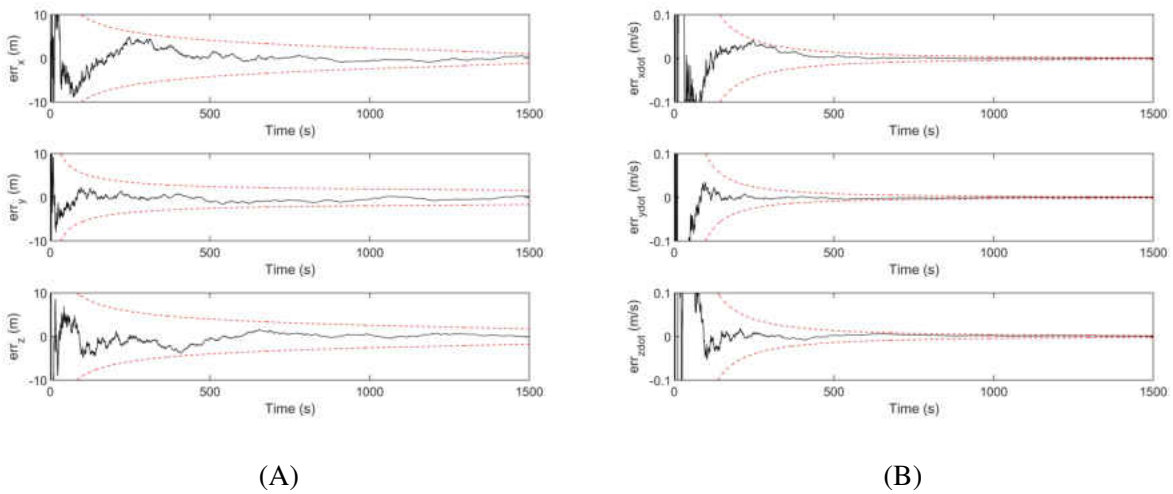 10
0
-10
err_x (m)
0 500 1000 1500
Time (s)
10
0
-10
err_y (m)
0 500 1000 1500
Time (s)
10
0
-10
err_z (m)
0 500 1000 1500
Time (s)
(A)
0.1
0
-0.1
err_xdot (m/s)
0 500 1000 1500
Time (s)
0.1
0
-0.1
err_ydot (m/s)
0 500 1000 1500
Time (s)
0.1
0
-0.1
err_zdot (m/s)
0 500 1000 1500
Time (s)
(B)